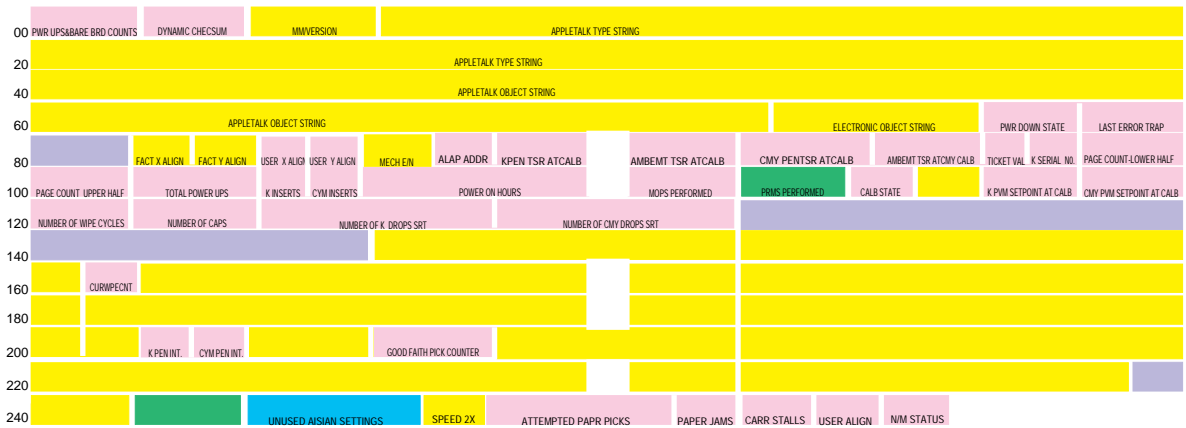 00 PWR UPS&BARE BRD COUNTS DYNAMIC CHECSUM MM/VERSION APPLETALK TYPE STRING
20 APPLETALK TYPE STRING
40 APPLETALK OBJECT STRING
60 APPLETALK OBJECT STRING ELECTRONIC OBJECT STRING PWR DOWN STATE LAST ERROR TRAP
80 FACT X ALIGN FACT Y ALIGN USER X ALIGN USER Y ALIGN MECH E/N ALAP ADDR KPEN TSR ATCALB AMBEMT TSR ATCALB CMY PENTSR ATCALB AMBEMT TSR ATCMY CALB TICKET VAL K SERIAL NO. PAGE COUNT-LOWER HALF
100 PAGE COUNT UPPER HALF TOTAL POWER UPS K INSERTS CYM INSERTS POWER ON HOURS MOPS PERFORMED PRMS PERFORMED CALB STATE K PVM SETPOINT AT CALB CMY PVM SETPOINT AT CALB
120 NUMBER OF WIPE CYCLES NUMBER OF CAPS NUMBER OF K DROPS SRT NUMBER OF CMY DROPS SRT
140
160 CURWPECNT
180
200 K PEN INT. CYM PEN INT. GOOD FAITH PICK COUNTER
220
240 UNUSED AISIAN SETTINGS SPEED 2X ATTEMPTED PAPR PICKS PAPER JAMS CARR STALLS USER ALIGN N/M STATUS